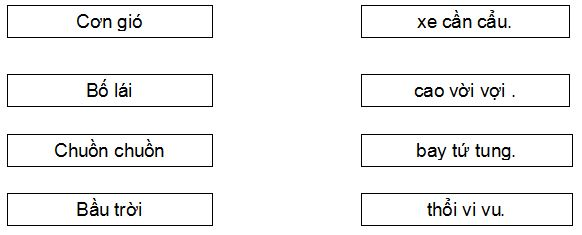 Cơn gió
xe cần cẩu.
Bố lái
cao vời vợi .
Chuồn chuồn
bay tứ tung.
Bầu trời
thổi vi vu.